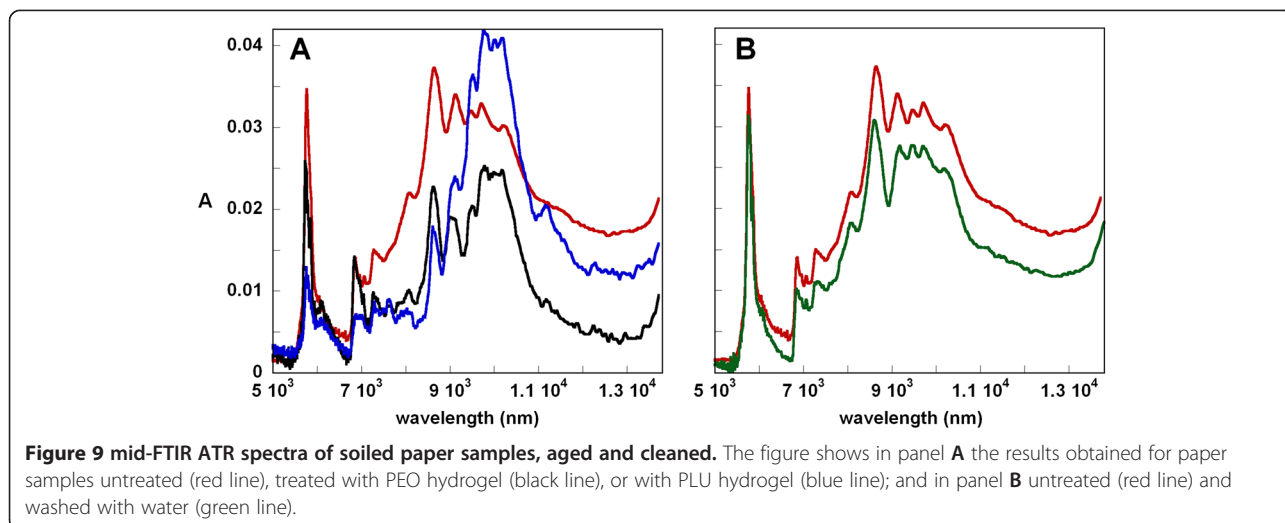 A
B
0.04
0.03
0.02
0.01
0
A
5 10³
7 10³
9 10³
1.1 10⁴
1.3 10⁴
wavelength (nm)
5 10³
7 10³
9 10³
1.1 10⁴
1.3 10⁴
wavelength (nm)
Figure 9 mid-FTIR ATR spectra of soiled paper samples, aged and cleaned. The figure shows in panel A the results obtained for paper
samples untreated (red line), treated with PEO hydrogel (black line), or with PLU hydrogel (blue line); and in panel B untreated (red line) and
washed with water (green line).